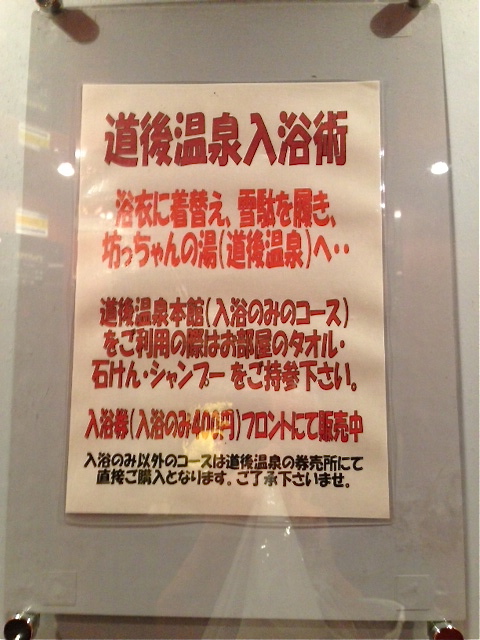 道後温泉入浴術
浴衣に着替え、雪駄を履き、
坊っちゃんの湯(道後温泉)へ・・
道後温泉本館(入浴のみのコース)
をご利用の際はお部屋のタオル・
石けん・シャンプーをご持参下さい。
入浴券(入浴のみ400円)フロントにて販売中
入浴のみ以外のコースは道後温泉の券売所にて
直接ご購入となります。ご了承下さいませ。